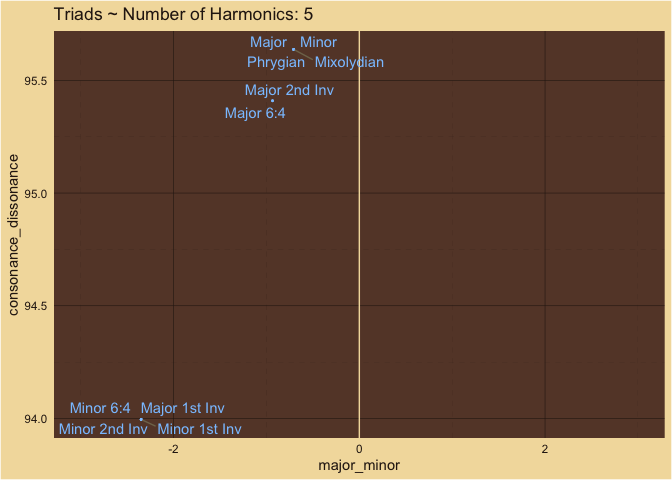 Triads ~ Number of Harmonics: 5
Major Minor
Phrygian Mixolydian
95.5
Major 2nd Inv
Major 6:4
95.0
consonance_dissonance
94.5
Minor 6:4 Major 1st Inv
94.0
Minor 2nd Inv Minor 1st Inv
-2 0 2
major_minor